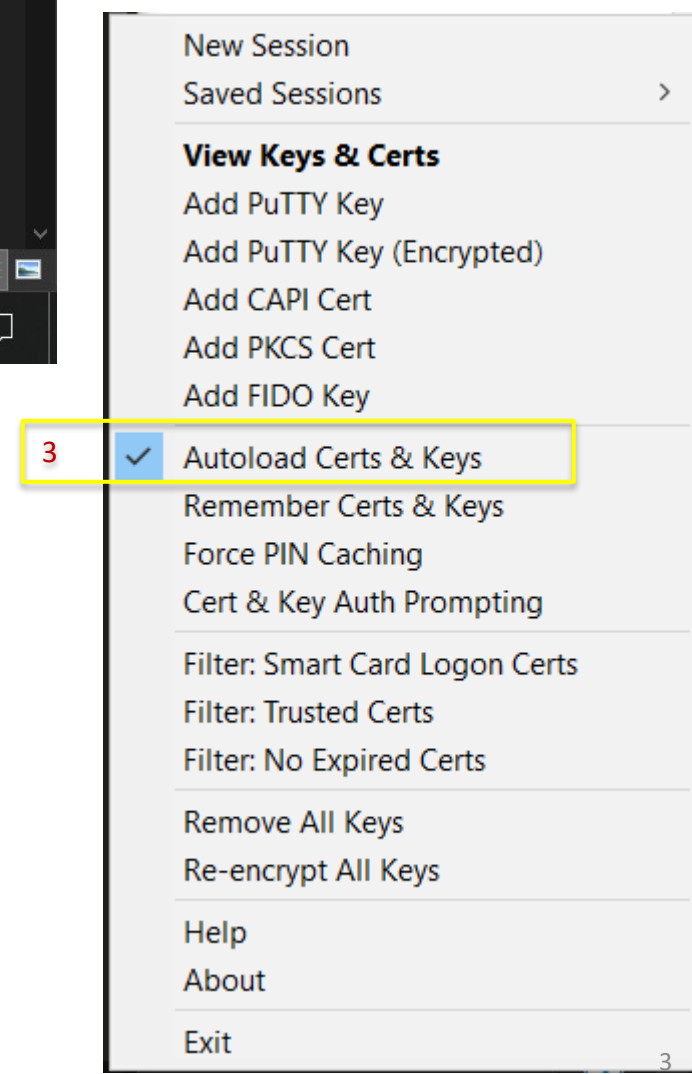 New Session
Saved Sessions
View Keys & Certs
Add PuTTY Key
Add PuTTY Key (Encrypted)
Add CAPI Cert
Add PKCS Cert
Add FIDO Key
3 Autoload Certs & Keys
Remember Certs & Keys
Force PIN Caching
Cert & Key Auth Prompting
Filter: Smart Card Logon Certs
Filter: Trusted Certs
Filter: No Expired Certs
Remove All Keys
Re-encrypt All Keys
Help
About
Exit
3